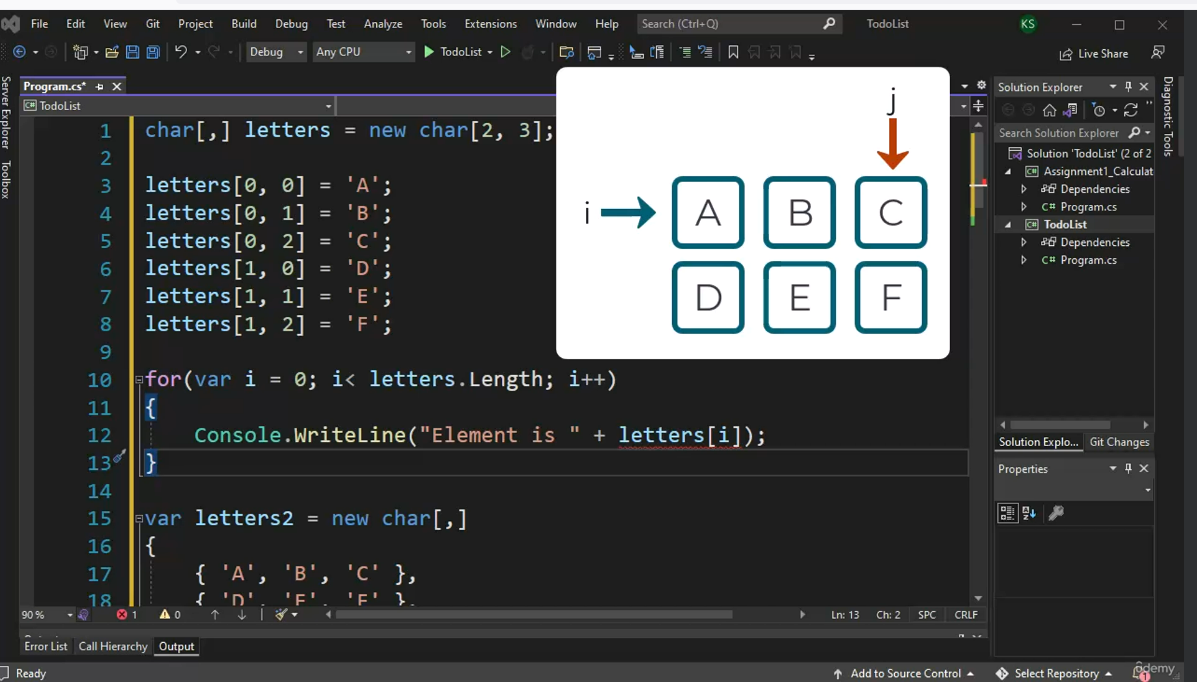 File Edit View Git Project Build Debug Test Analyze Tools Extensions Window Help Search (Ctrl+Q) TodoList KS
Debug Any CPU TodoList Live Share
Server Explorer
Toolbox
Program.cs*
C# TodoList
1 char[,] letters = new char[2, 3];
2
3 letters[0, 0] = 'A';
4 letters[0, 1] = 'B';
5 letters[0, 2] = 'C';
6 letters[1, 0] = 'D';
7 letters[1, 1] = 'E';
8 letters[1, 2] = 'F';
9
10 for(var i = 0; i< letters.Length; i++)
11 {
12 Console.WriteLine("Element is " + letters[i]);
13 }
14
15 var letters2 = new char[,]
16 {
17 { 'A', 'B', 'C' },
18 { 'D', 'E', 'F' },
j
i A B C
D E F
90 % 1 0 Ln: 13 Ch: 2 SPC CRLF
Error List Call Hierarchy Output
Solution Explorer
Search Solution Explorer
Solution 'TodoList' (2 of 2
C# Assignment1_Calculat
Dependencies
C# Program.cs
C# TodoList
Dependencies
C# Program.cs
Solution Explo... Git Changes
Properties
Diagnostic Tools
Ready Add to Source Control Select Repository 1
ûdemy